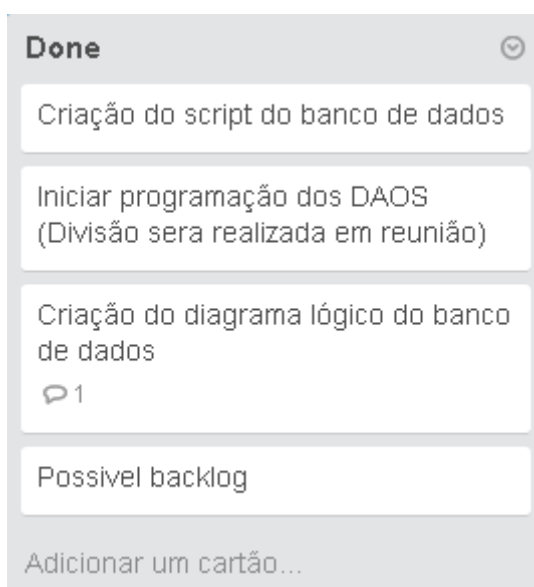 Done
Criação do script do banco de dados
Iniciar programação dos DAOS
(Divisão sera realizada em reunião)
Criação do diagrama lógico do banco
de dados
1
Possivel backlog
Adicionar um cartão...